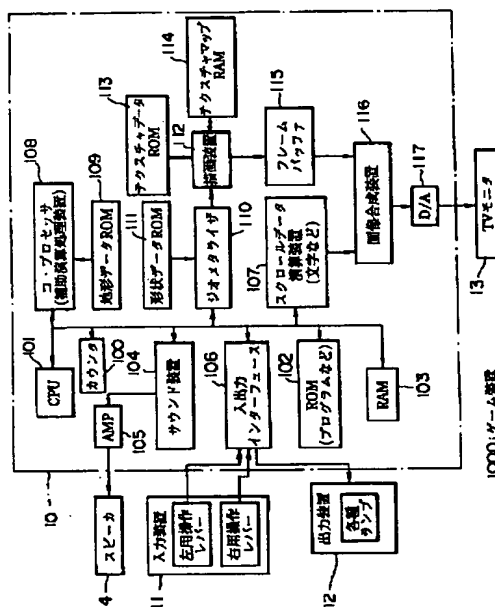 108
コ・プロセッサ
(補助演算処理装置)
109
地形データROM
111
形状データROM
113
テクスチャデータ
ROM
114
テクスチャマップ
RAM
12
描画装置
110
ジオメタライザ
115
フレーム
バッファ
107
スクロールデータ
演算装置
(文字など)
116
画像合成装置
117
D/A
13
TVモニタ
101
CPU
100
カウンタ
104
サウンド装置
105
AMP
106
入出力
インターフェース
102
ROM
(プログラムなど)
103
RAM
10
4
スピーカ
11
入力装置
左用操作
レバー
右用操作
レバー
12
出力装置
各種
ランプ
1000:ゲーム装置